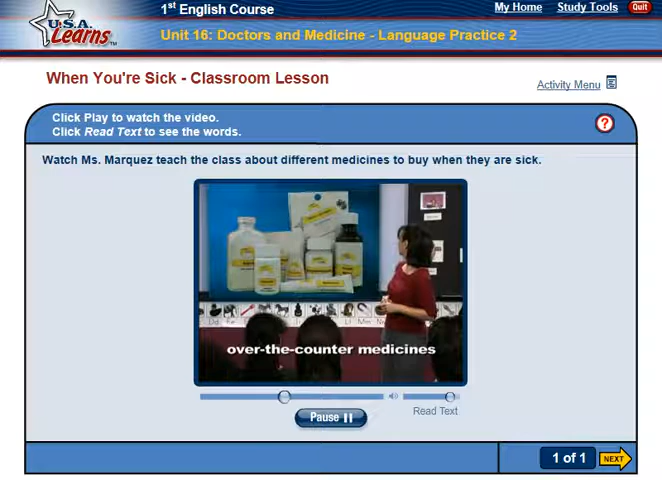 U.S.A.
Learns™
1st English Course
My Home
Study Tools
Quit
Unit 16: Doctors and Medicine - Language Practice 2
When You're Sick - Classroom Lesson
Activity Menu
Click Play to watch the video.
Click Read Text to see the words.
?
Watch Ms. Marquez teach the class about different medicines to buy when they are sick.
over-the-counter medicines
Pause
Read Text
1 of 1
NEXT